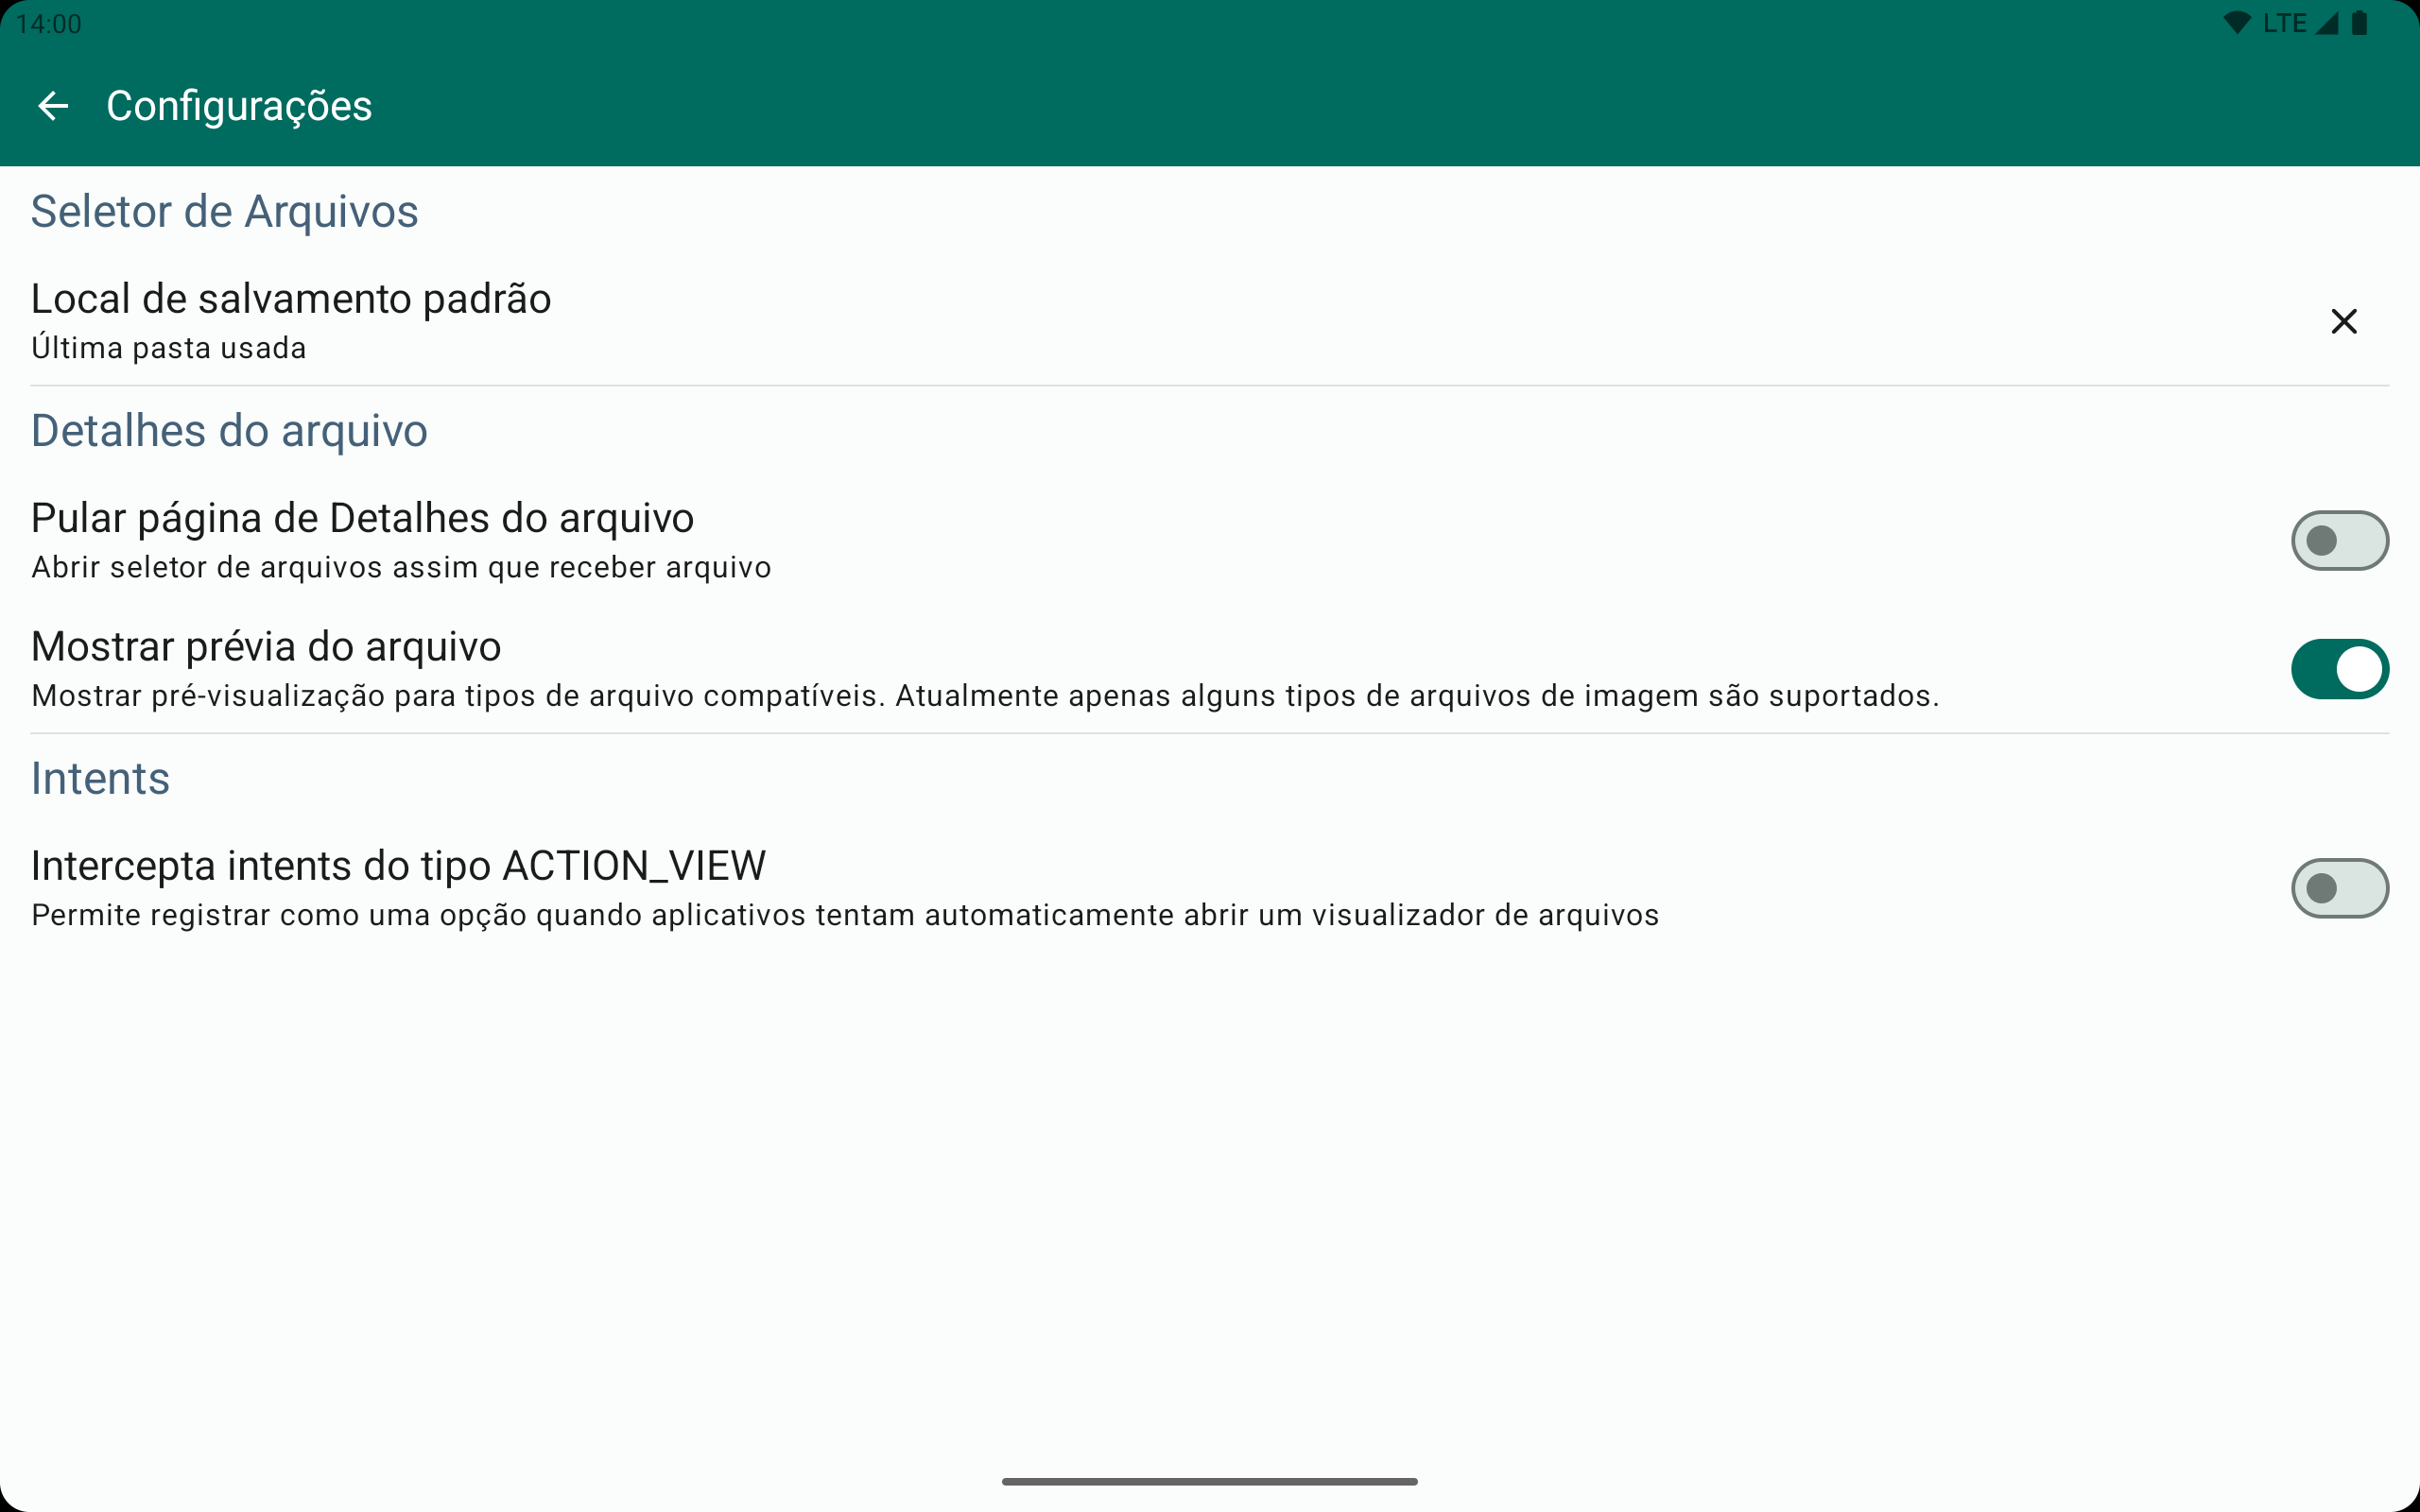 14:00
LTE
Configurações
Seletor de Arquivos
Local de salvamento padrão
Última pasta usada
Detalhes do arquivo
Pular página de Detalhes do arquivo
Abrir seletor de arquivos assim que receber arquivo
Mostrar prévia do arquivo
Mostrar pré-visualização para tipos de arquivo compatíveis. Atualmente apenas alguns tipos de arquivos de imagem são suportados.
Intents
Intercepta intents do tipo ACTION_VIEW
Permite registrar como uma opção quando aplicativos tentam automaticamente abrir um visualizador de arquivos